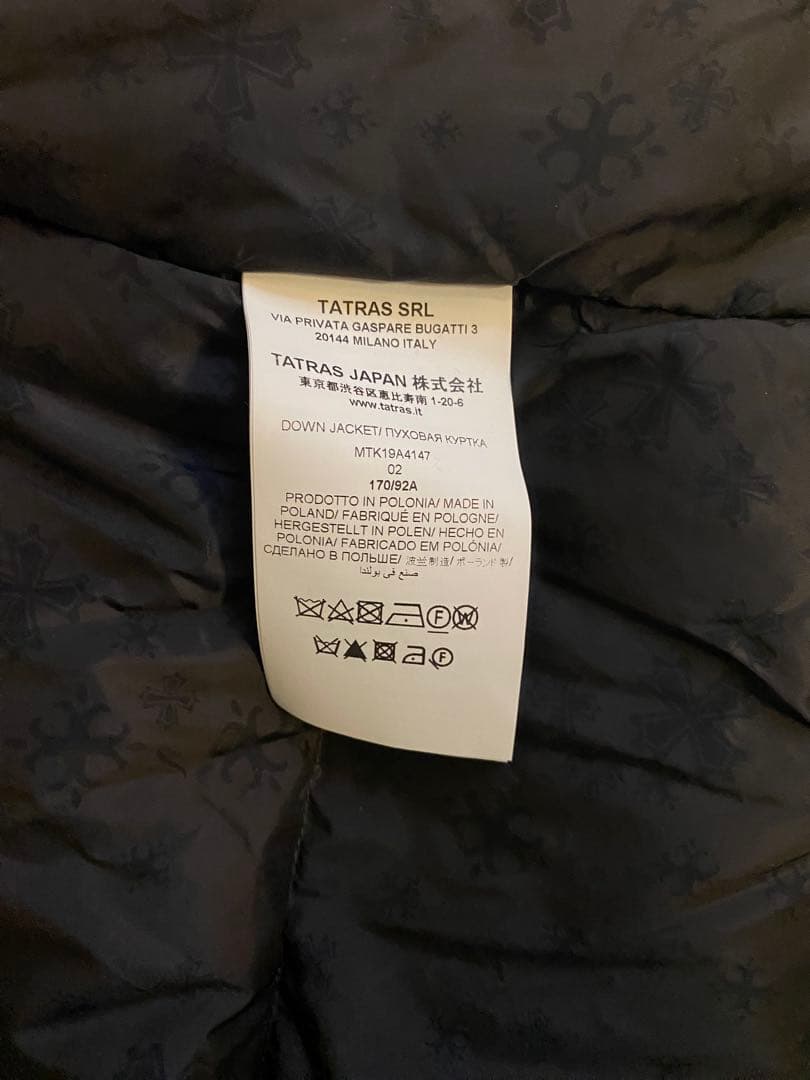 TATRAS SRL
VIA PRIVATA GASPARE BUGATTI 3
20144 MILANO ITALY
TATRAS JAPAN 株式会社
東京都渋谷区恵比寿南 1-20-6
www.tatras.it
DOWN JACKET/ ПУХОВАЯ КУРТКА
MTK19A4147
02
170/92A
PRODOTTO IN POLONIA/ MADE IN
POLAND/ FABRIQUÉ EN POLOGNE/
HERGESTELLT IN POLEN/ HECHO EN
POLONIA/ FABRICADO EM POLÓNIA/
СДЕЛАНО В ПОЛЬШЕ/ 波兰制造/ ポーランド製/
صنع في بولندا
F W
F